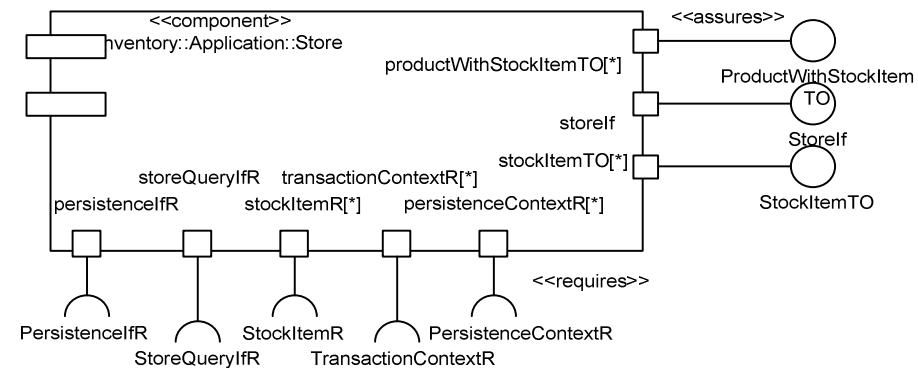 <<component>>
nventory::Application::Store
<<assures>>
productWithStockItemTO[*]
ProductWithStockItem
TO
storeIf
StoreIf
stockItemTO[*]
StockItemTO
storeQueryIfR
transactionContextR[*]
persistenceIfR
stockItemR[*]
persistenceContextR[*]
<<requires>>
PersistenceIfR
StockItemR
PersistenceContextR
StoreQueryIfR
TransactionContextR